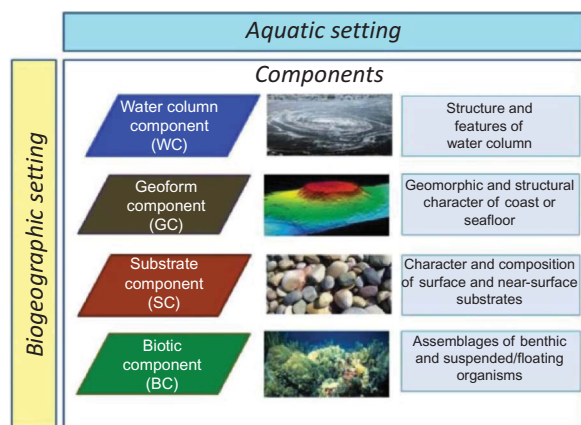 Aquatic setting
Biogeographic setting
Components
Water column
component
(WC)
Structure and
features of
water column
Geoform
component
(GC)
Geomorphic and structural
character of coast or
seafloor
Substrate
component
(SC)
Character and composition
of surface and near-surface
substrates
Biotic
component
(BC)
Assemblages of benthic
and suspended/floating
organisms